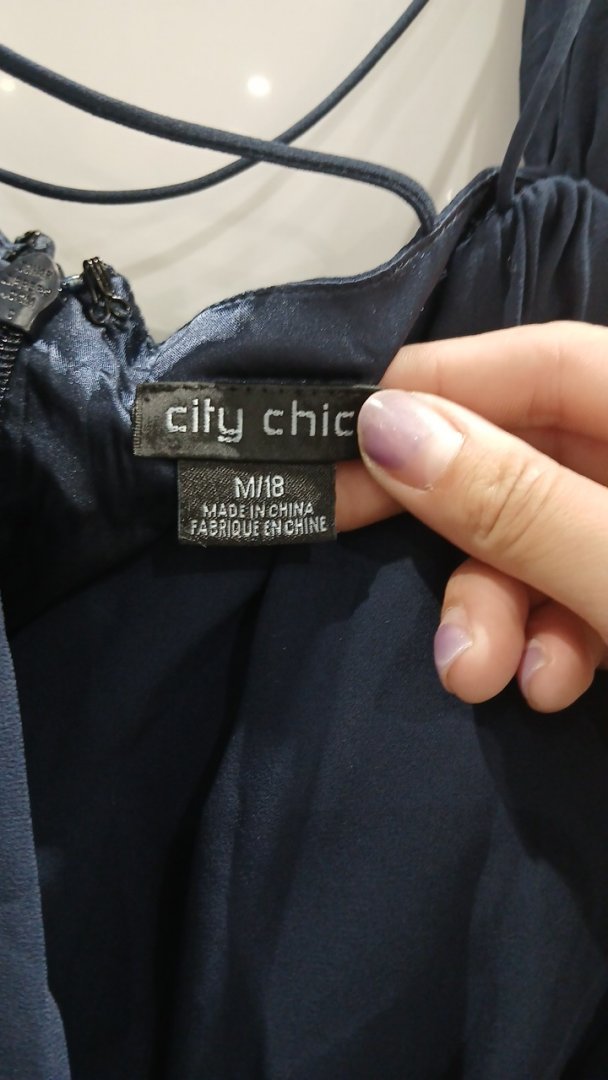 city chic
M/18
MADE IN CHINA
FABRIQUE EN CHINE